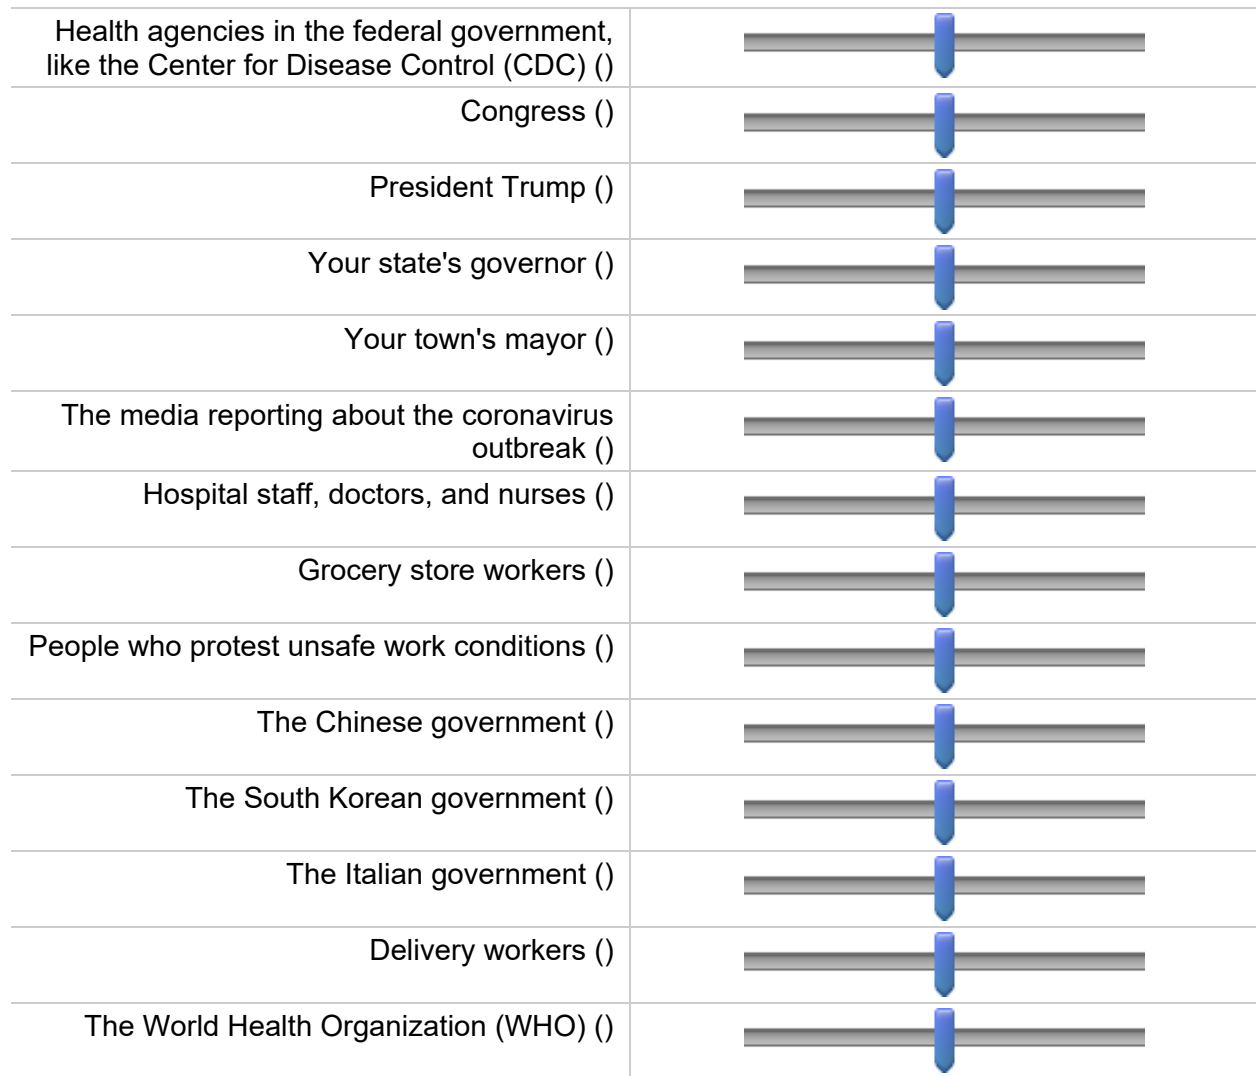 Health agencies in the federal government,
like the Center for Disease Control (CDC) ()
Congress ()
President Trump ()
Your state's governor ()
Your town's mayor ()
The media reporting about the coronavirus
outbreak ()
Hospital staff, doctors, and nurses ()
Grocery store workers ()
People who protest unsafe work conditions ()
The Chinese government ()
The South Korean government ()
The Italian government ()
Delivery workers ()
The World Health Organization (WHO) ()